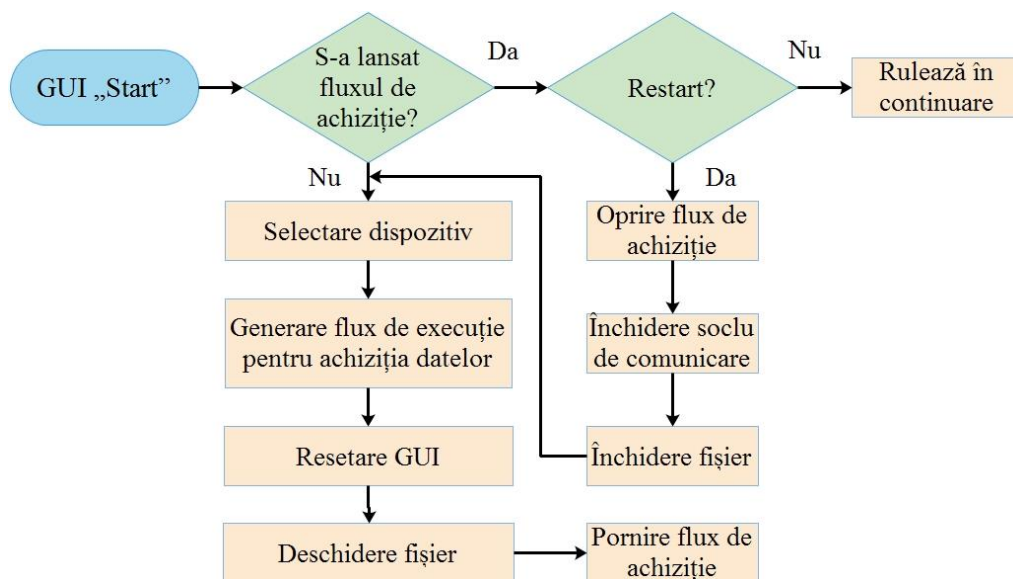 GUI „Start”
S-a lansat
fluxul de
achiziție?
Da
Restart?
Nu
Rulează în
continuare
Nu
Da
Selectare dispozitiv
Oprire flux de
achiziție
Generare flux de execuție
pentru achiziția datelor
Închidere soclu
de comunicare
Resetare GUI
Închidere fișier
Deschidere fișier
Pornire flux de
achiziție